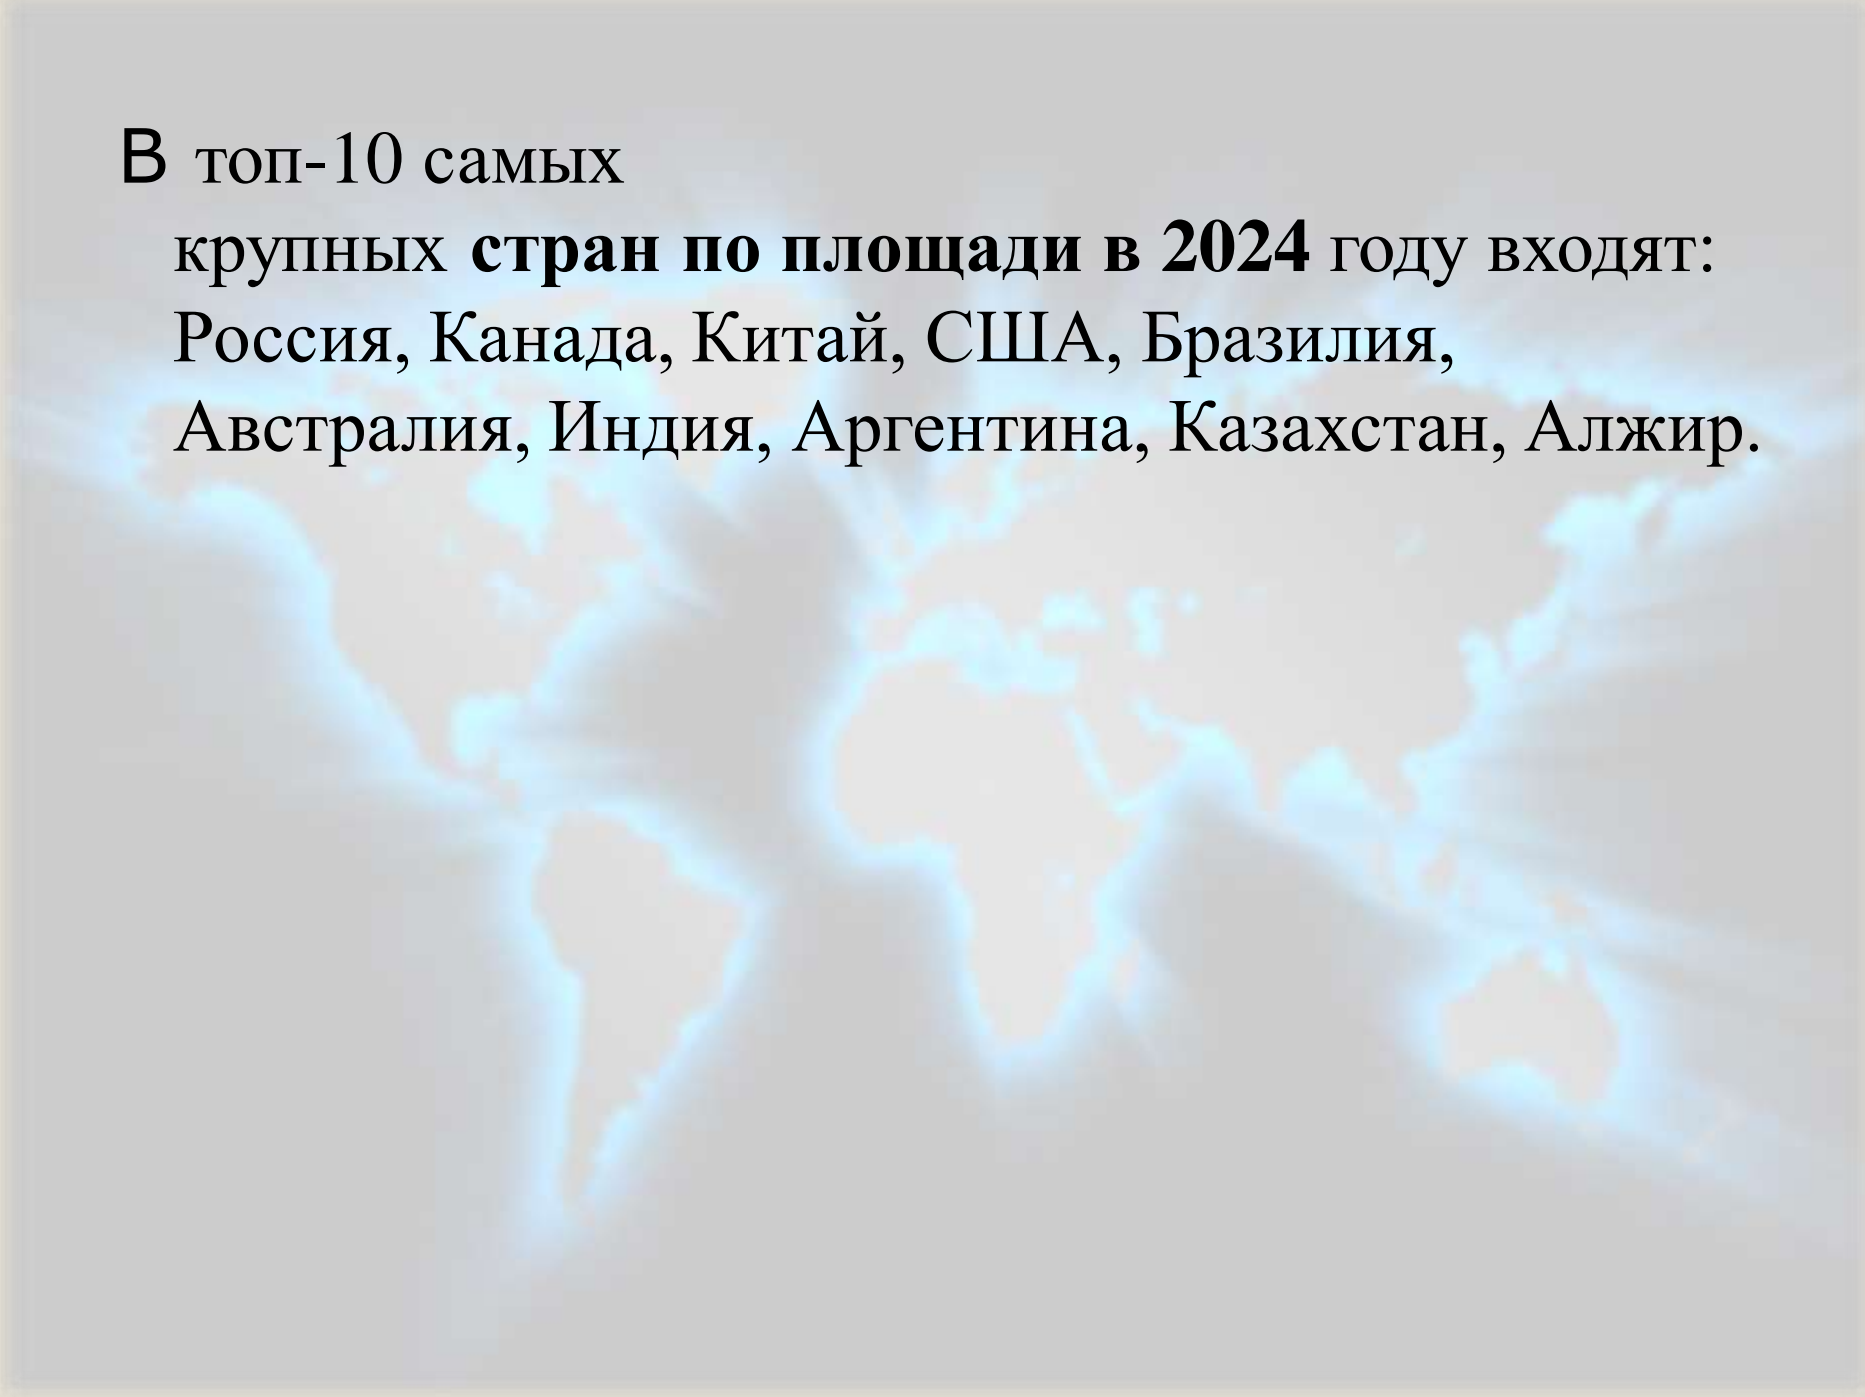 В топ-10 самых
крупных стран по площади в 2024 году входят:
Россия, Канада, Китай, США, Бразилия,
Австралия, Индия, Аргентина, Казахстан, Алжир.